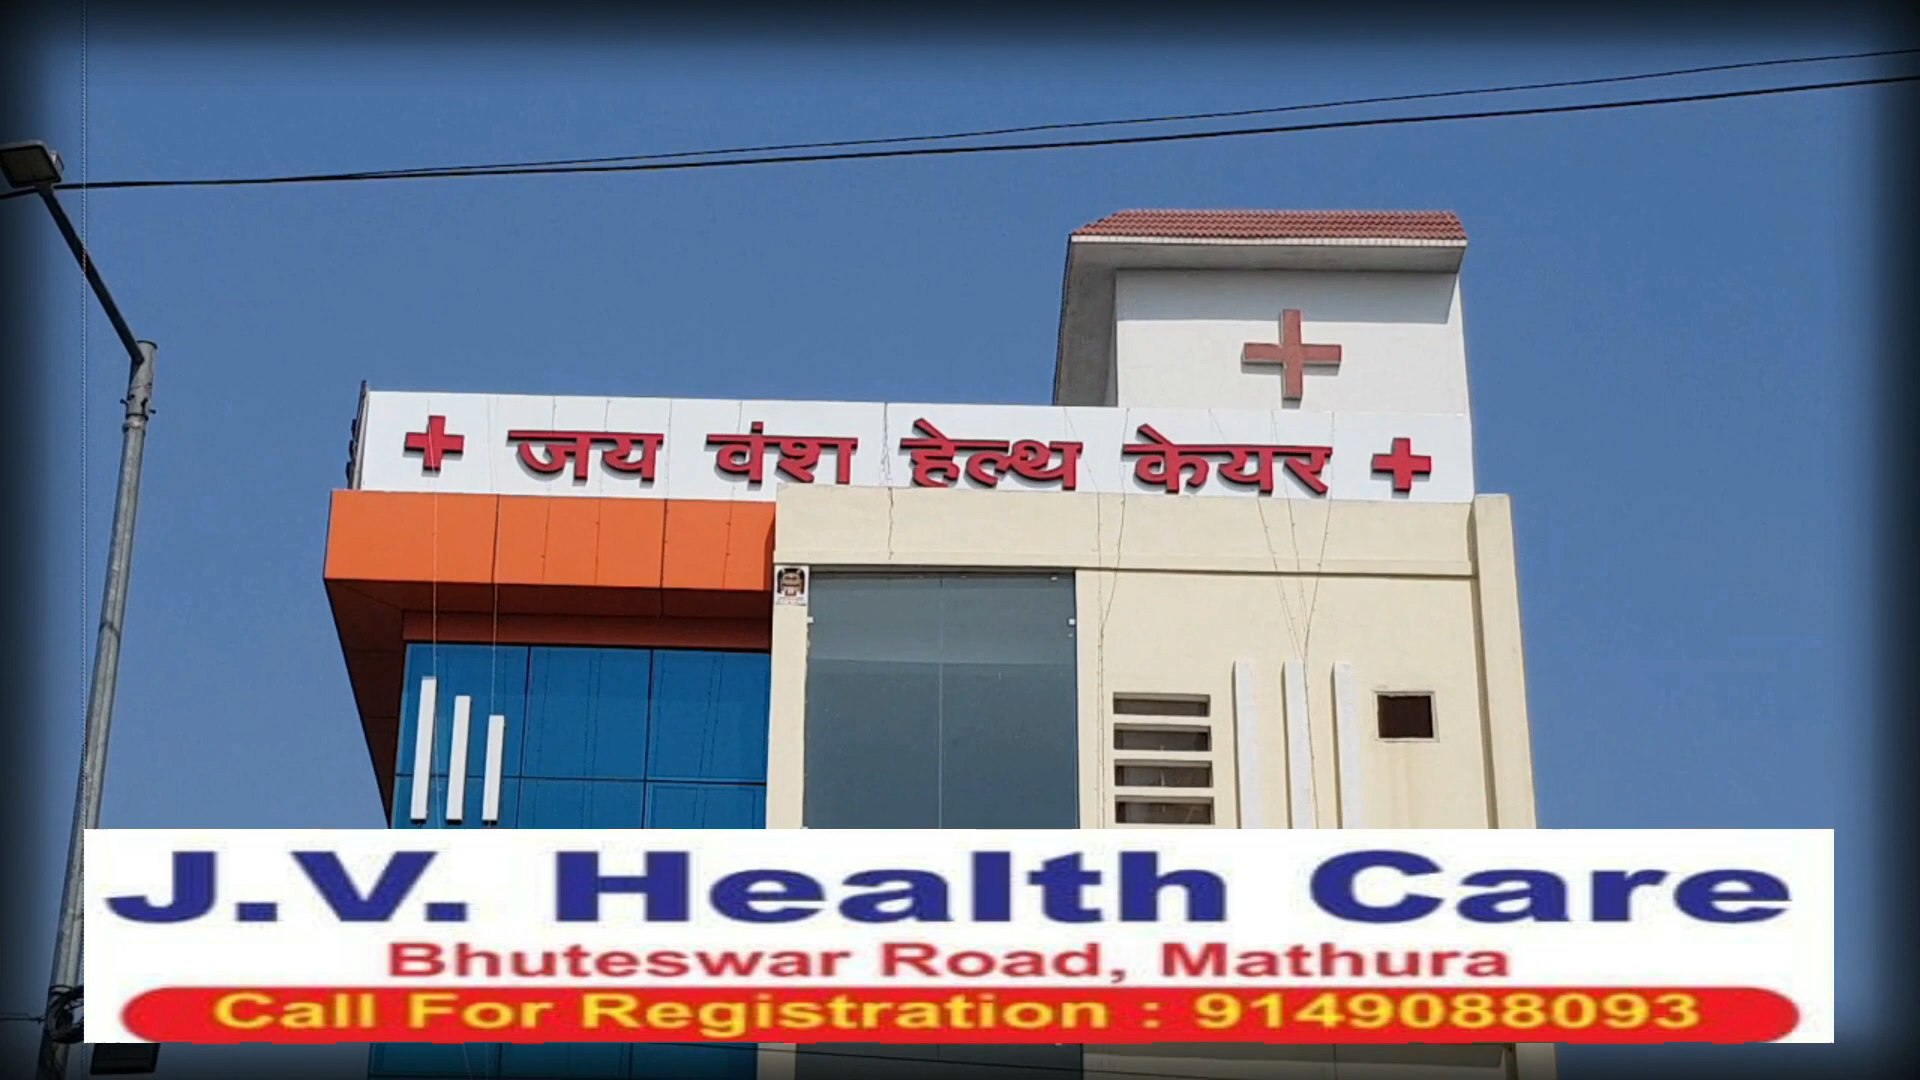 + जय वंश हेल्थ केयर +
J.V. Health Care
Bhuteswar Road, Mathura
Call For Registration : 9149088093